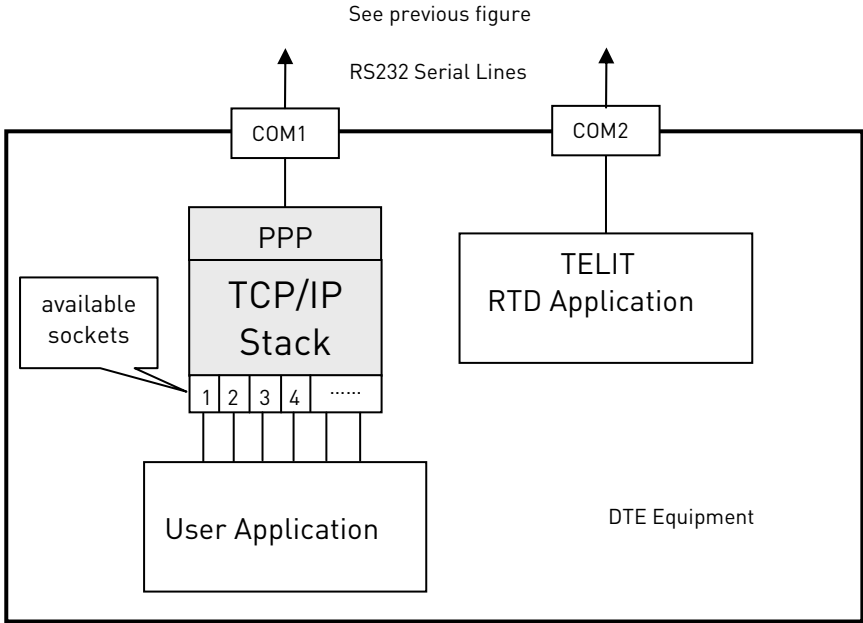 See previous figure
RS232 Serial Lines
COM1
COM2
PPP
TCP/IP
Stack
TELIT
RTD Application
available
sockets
1 2 3 4 ......
User Application
DTE Equipment